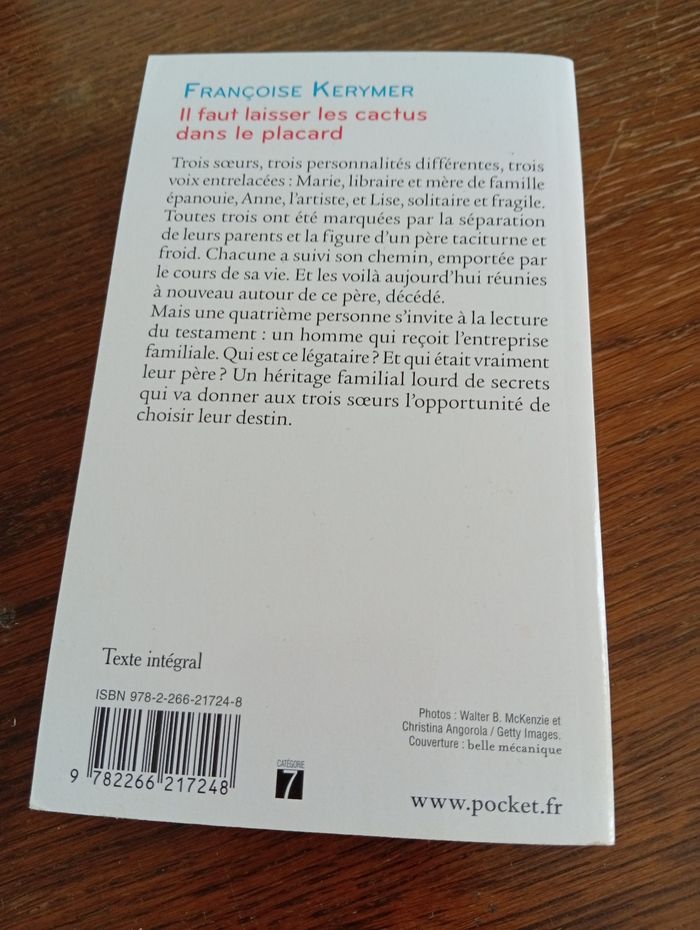 FRANÇOISE KERYMER
Il faut laisser les cactus
dans le placard
Trois sœurs, trois personnalités différentes, trois
voix entrelacées : Marie, libraire et mère de famille
épanouie, Anne, l'artiste, et Lise, solitaire et fragile.
Toutes trois ont été marquées par la séparation
de leurs parents et la figure d'un père taciturne et
froid. Chacune a suivi son chemin, emportée par
le cours de sa vie. Et les voilà aujourd'hui réunies
à nouveau autour de ce père, décédé.
Mais une quatrième personne s'invite à la lecture
du testament : un homme qui reçoit l'entreprise
familiale. Qui est ce légataire ? Et qui était vraiment
leur père ? Un héritage familial lourd de secrets
qui va donner aux trois sœurs l'opportunité de
choisir leur destin.
Texte intégral
ISBN 978-2-266-21724-8
9 782266 217248
CATÉGORIE
7
Photos : Walter B. McKenzie et
Christina Angorola / Getty Images.
Couverture : belle mécanique
www.pocket.fr